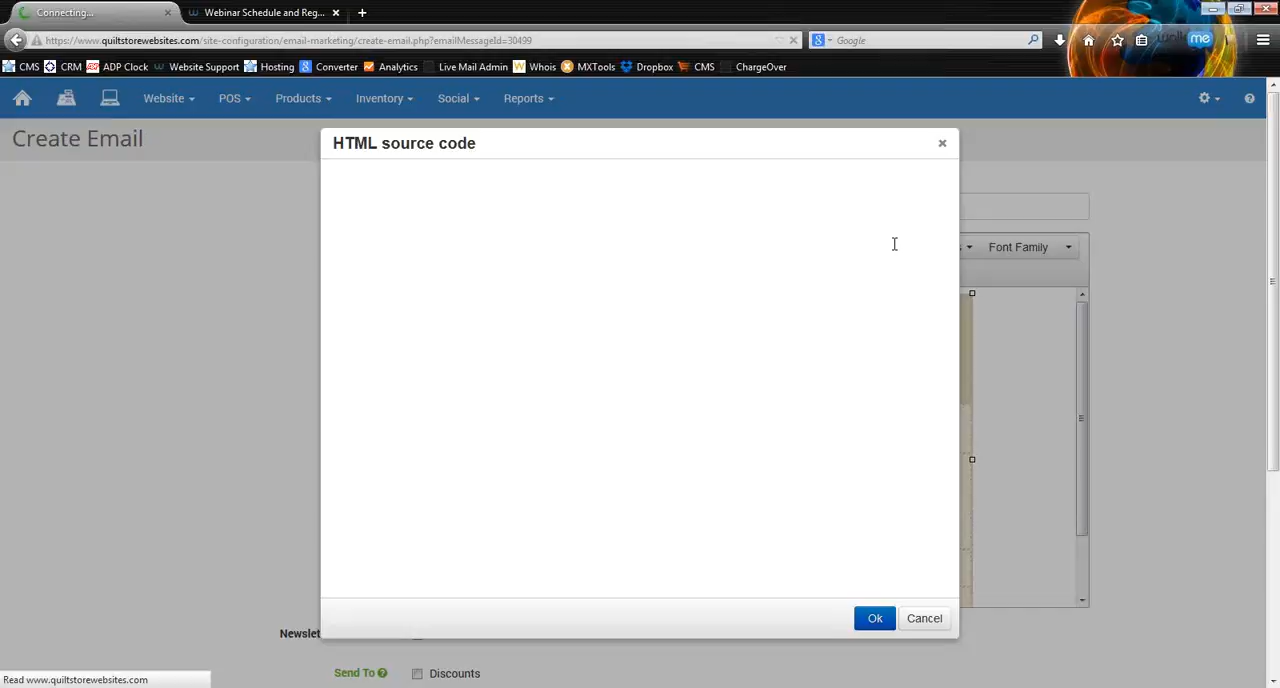 Connecting...
Webinar Schedule and Reg...
https://www.quiltstorewebsites.com/site-configuration/email-marketing/create-email.php?emailMessageId=30499
Google
me
CMS CRM ADP Clock Website Support Hosting Converter Analytics Live Mail Admin Whois MXTools Dropbox CMS ChargeOver
Website POS Products Inventory Social Reports
Create Email
HTML source code
Font Family
Ok Cancel
Send To Discounts
Read www.quiltstorewebsites.com